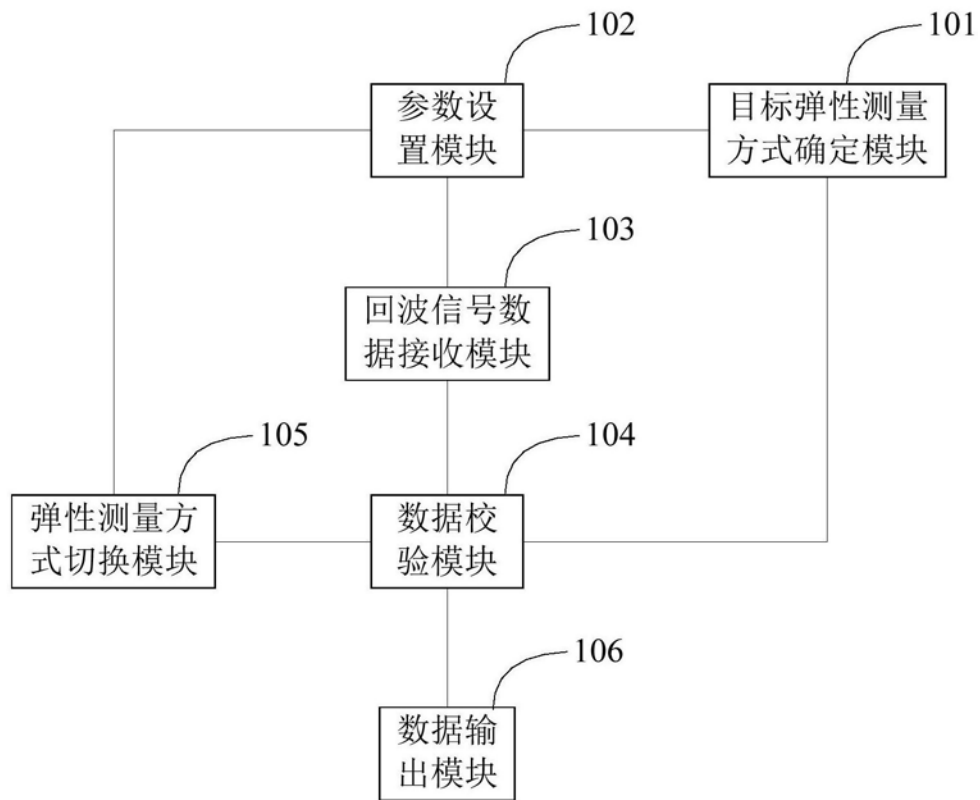 102
101
参数设
置模块
目标弹性测量
方式确定模块
103
回波信号数
据接收模块
105
104
弹性测量方
式切换模块
数据校
验模块
106
数据输
出模块